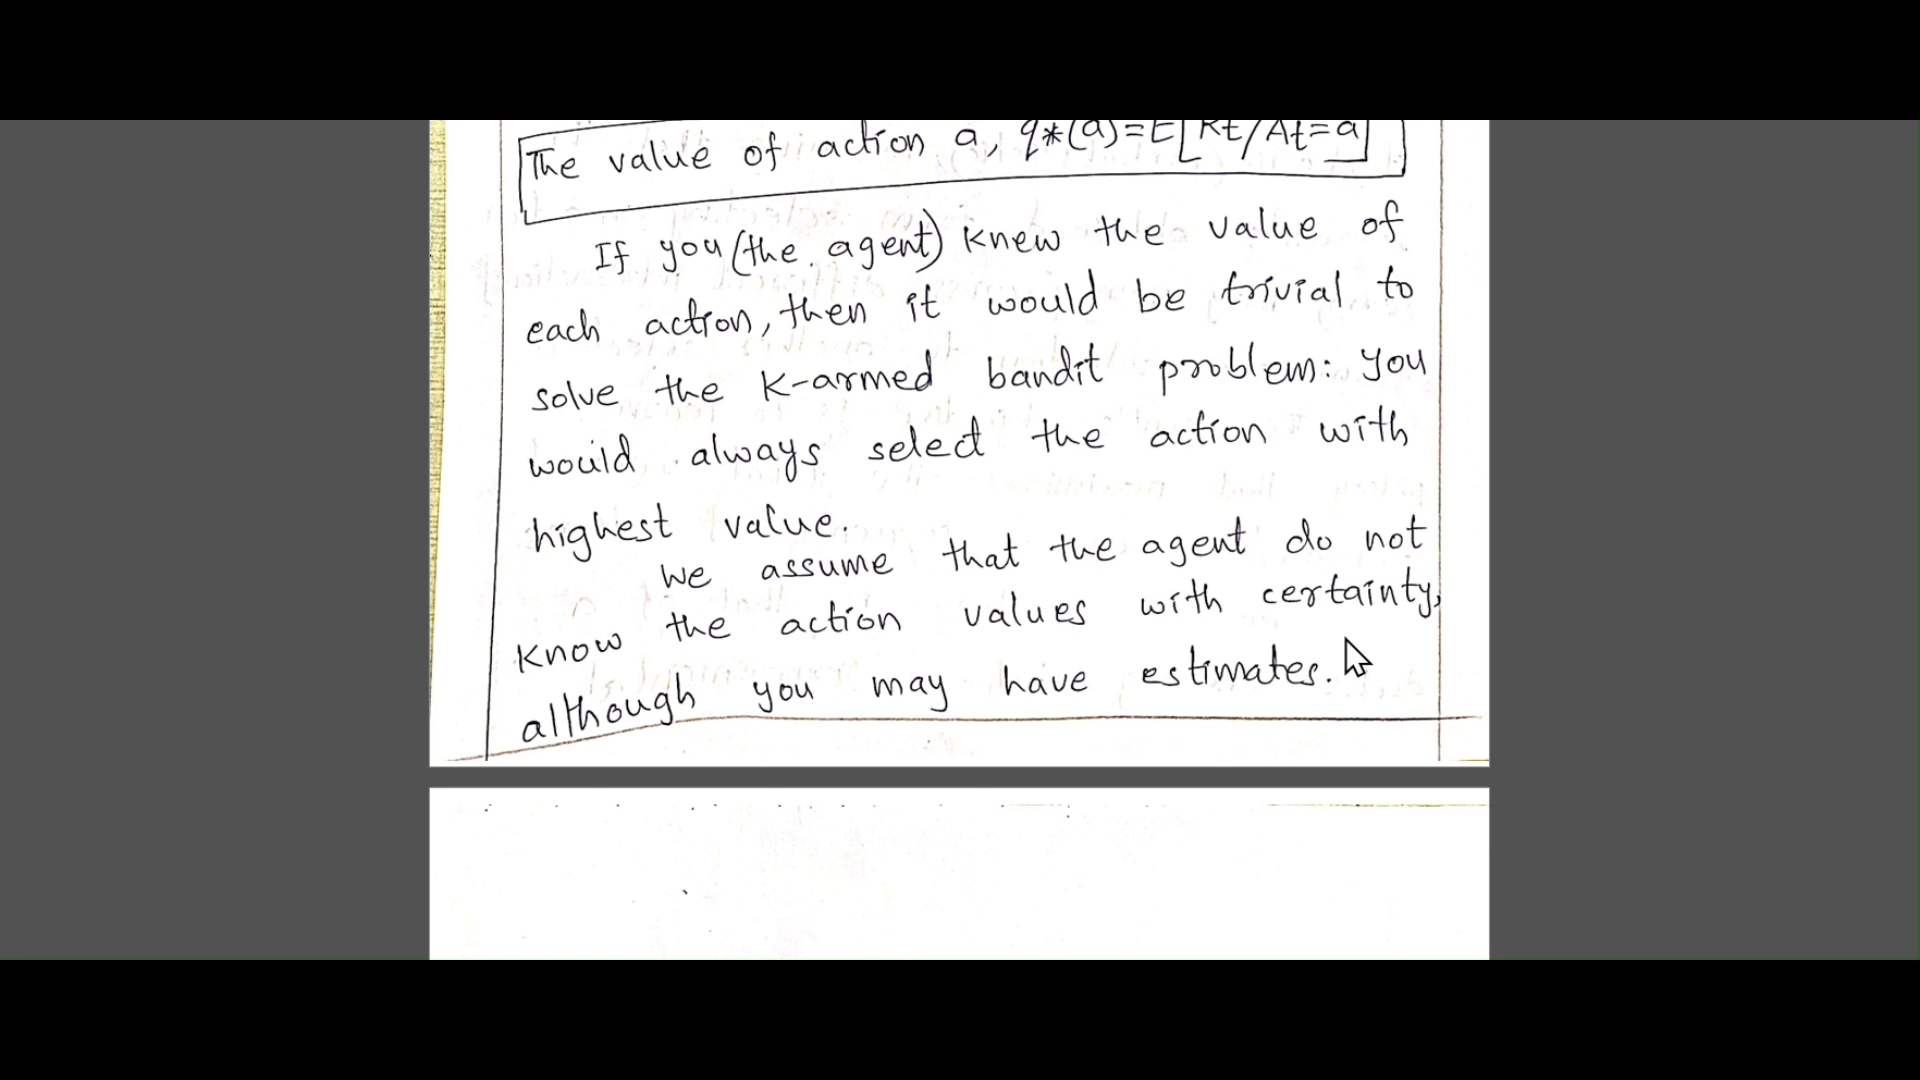 The value of action a, q*(a)=E[Rt/At=a]
If you (the agent) knew the value of
each action, then it would be trivial to
solve the K-armed bandit problem: you
would always select the action with
highest value.
We assume that the agent do not
know the action values with certainty,
although you may have estimates.